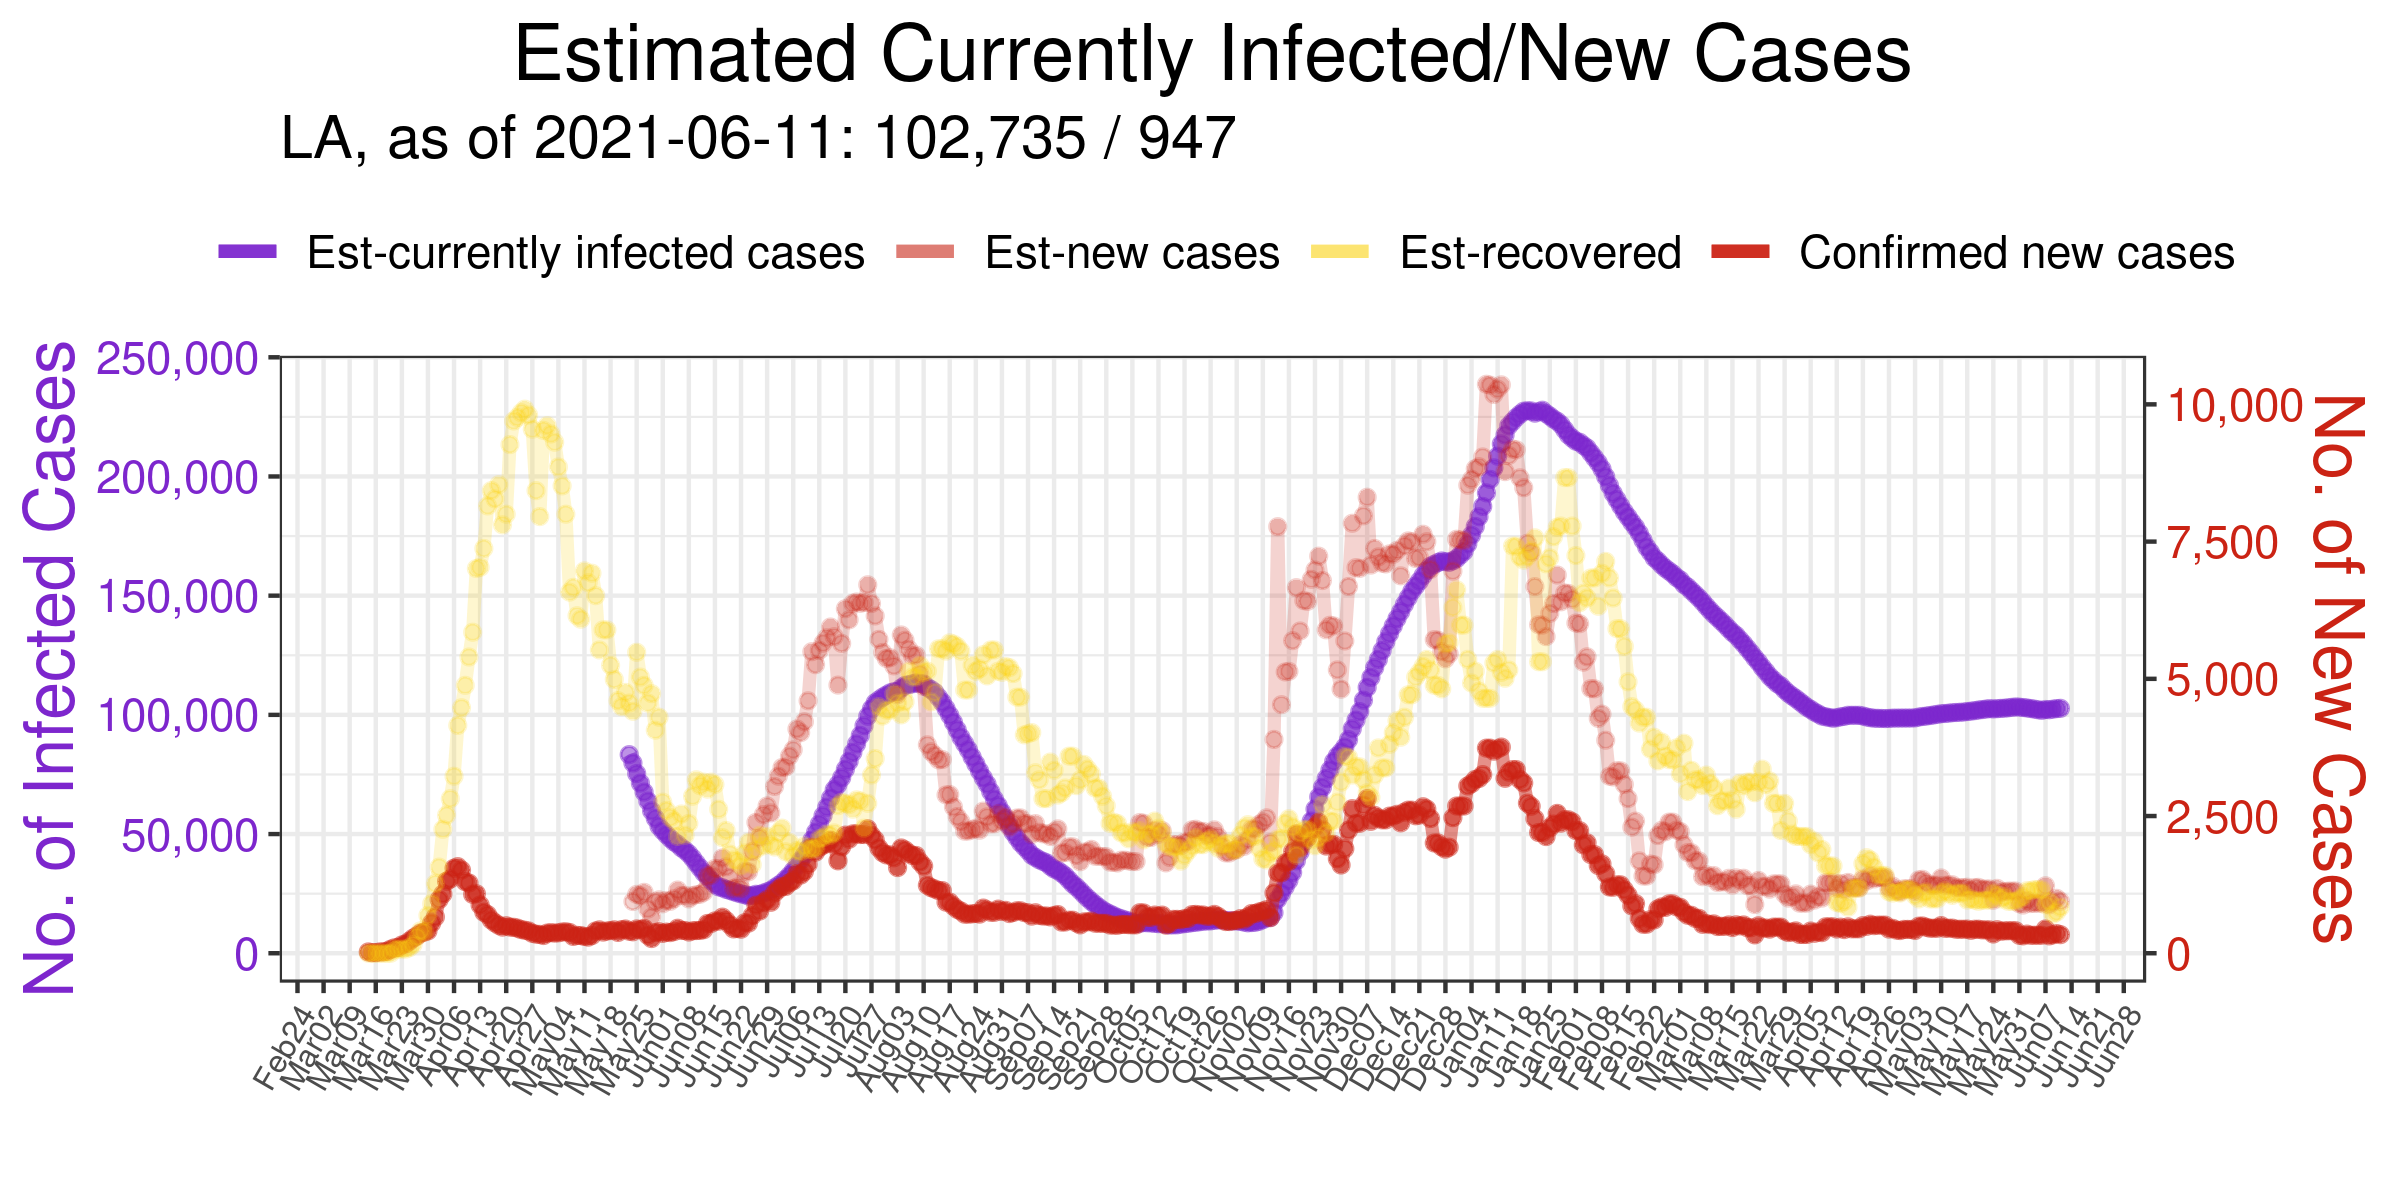 Estimated Currently Infected/New Cases
LA, as of 2021-06-11: 102,735 / 947
Est-currently infected cases Est-new cases Est-recovered Confirmed new cases
No. of Infected Cases
250,000
200,000
150,000
100,000
50,000
0
10,000
7,500
5,000
2,500
0
No. of New Cases
Feb24
Mar02
Mar09
Mar16
Mar23
Mar30
Apr06
Apr13
Apr20
Apr27
May04
May11
May18
May25
Jun01
Jun08
Jun15
Jun22
Jun29
Jul06
Jul13
Jul20
Jul27
Aug03
Aug10
Aug17
Aug24
Aug31
Sep07
Sep14
Sep21
Sep28
Oct05
Oct12
Oct19
Oct26
Nov02
Nov09
Nov16
Nov23
Nov30
Dec07
Dec14
Dec21
Dec28
Jan04
Jan11
Jan18
Jan25
Feb01
Feb08
Feb15
Feb22
Mar01
Mar08
Mar15
Mar22
Mar29
Apr05
Apr12
Apr19
Apr26
May03
May10
May17
May24
May31
Jun07
Jun14
Jun21
Jun28